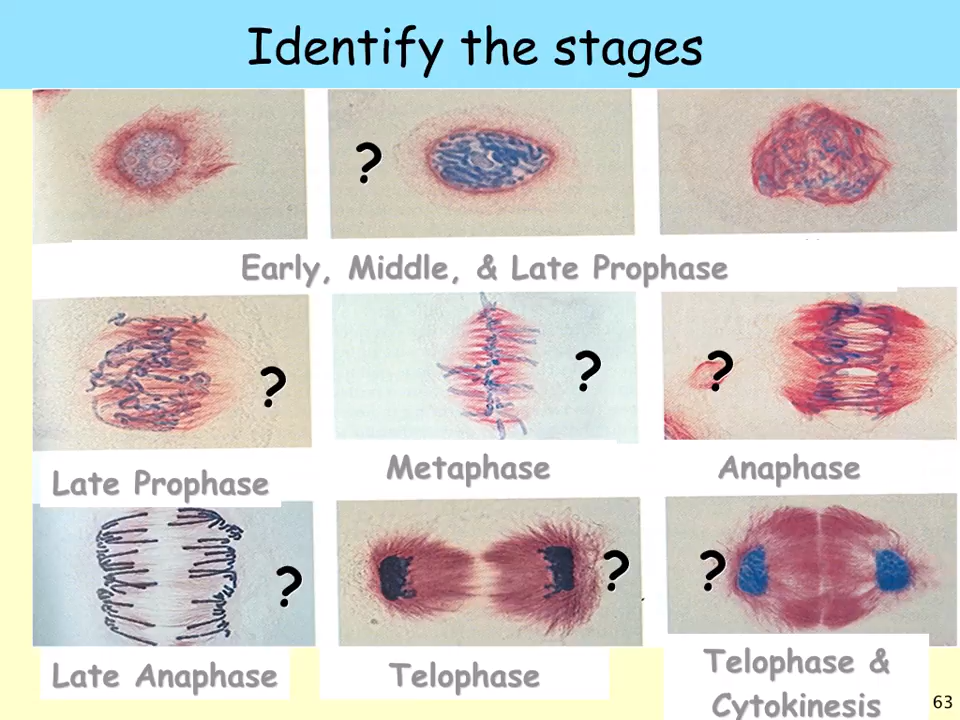 Identify the stages
?
Early, Middle, & Late Prophase
? ? ?
Late Prophase Metaphase Anaphase
? ? ?
Late Anaphase Telophase Telophase &
Cytokinesis
63